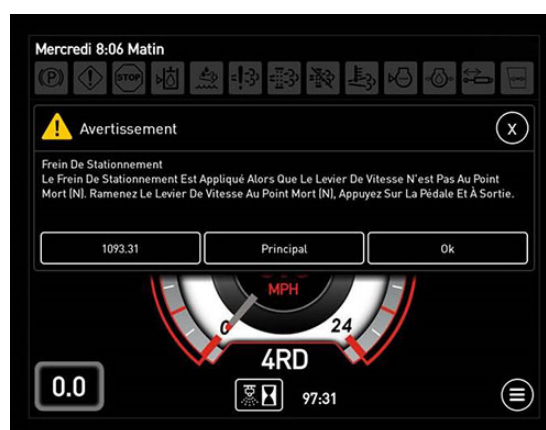 Mercredi 8:06 Matin
(P) STOP
Avertissement X
Frein De Stationnement
Le Frein De Stationnement Est Appliqué Alors Que Le Levier De
Vitesse N'est Pas Au Point
Mort (N). Ramenez Le Levier De Vitesse Au Point Mort (N), Appuyez Sur La Pédale Et À Sortie.
1093.31 Principal Ok
MPH
0 24
4RD
0.0 97:31